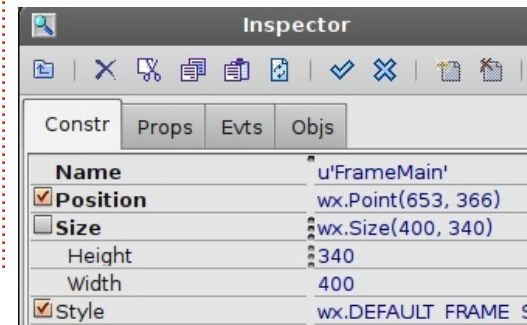 Inspector
Constr Props Evts Objs
Name u'FrameMain'
Position wx.Point(653, 366)
Size wx.Size(400, 340)
Height 340
Width 400
Style wx.DEFAULT_FRAME_S